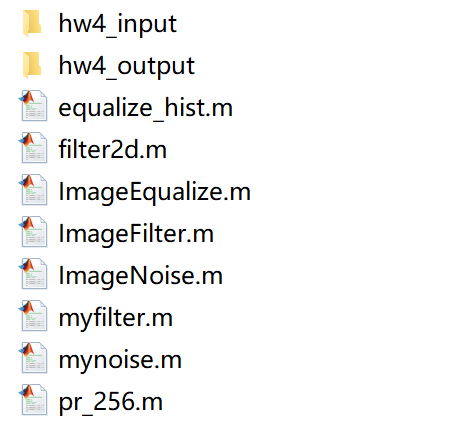 hw4_input
hw4_output
equalize_hist.m
filter2d.m
ImageEqualize.m
ImageFilter.m
ImageNoise.m
myfilter.m
mynoise.m
pr_256.m